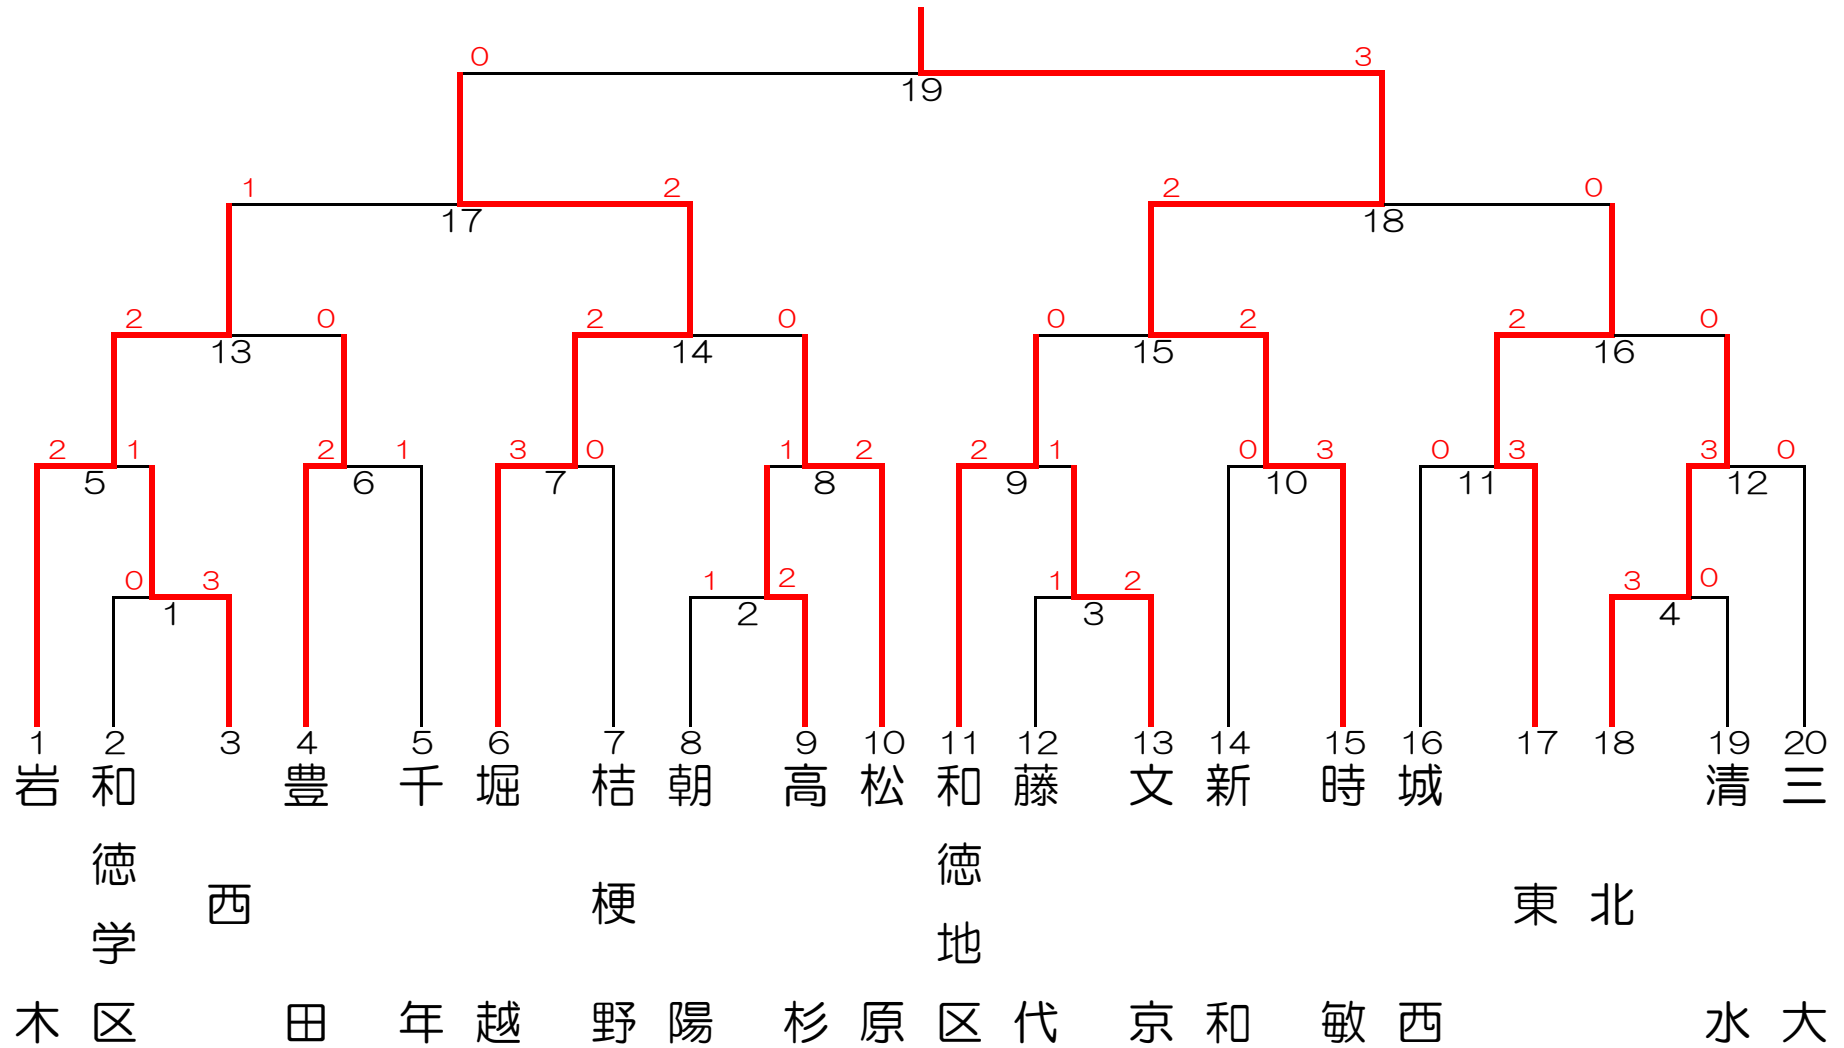 0 3
19
1 2 2 0
17 18
2 0 2 0 0 2 2 0
13 14 15 16
2 1 2 1 3 0 1 2 2 1 0 3 0 3 3 0
5 6 7 8 9 10 11 12
0 3 1 2 1 2 3 0
1 2 3 4
1 2 3 4 5 6 7 8 9 10 11 12 13 14 15 16 17 18 19 20
岩木
和徳学区
西
豊田
千年
堀越
桔梗野
朝陽
高杉
松原
和徳地区
藤代
文京
新和
時敏
城西
東
北
清水
三大